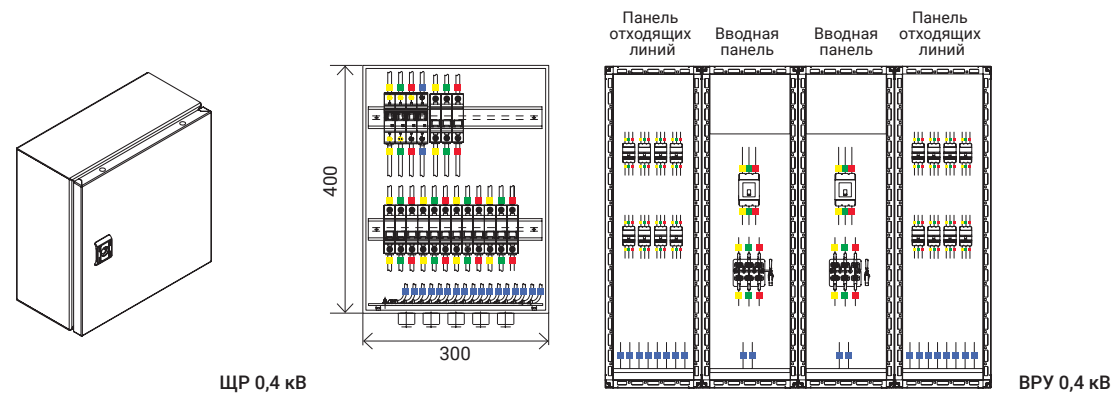 Панель
отходящих
линий
Вводная
панель
Вводная
панель
Панель
отходящих
линий
400
300
ЩР 0,4 кВ
ВРУ 0,4 кВ